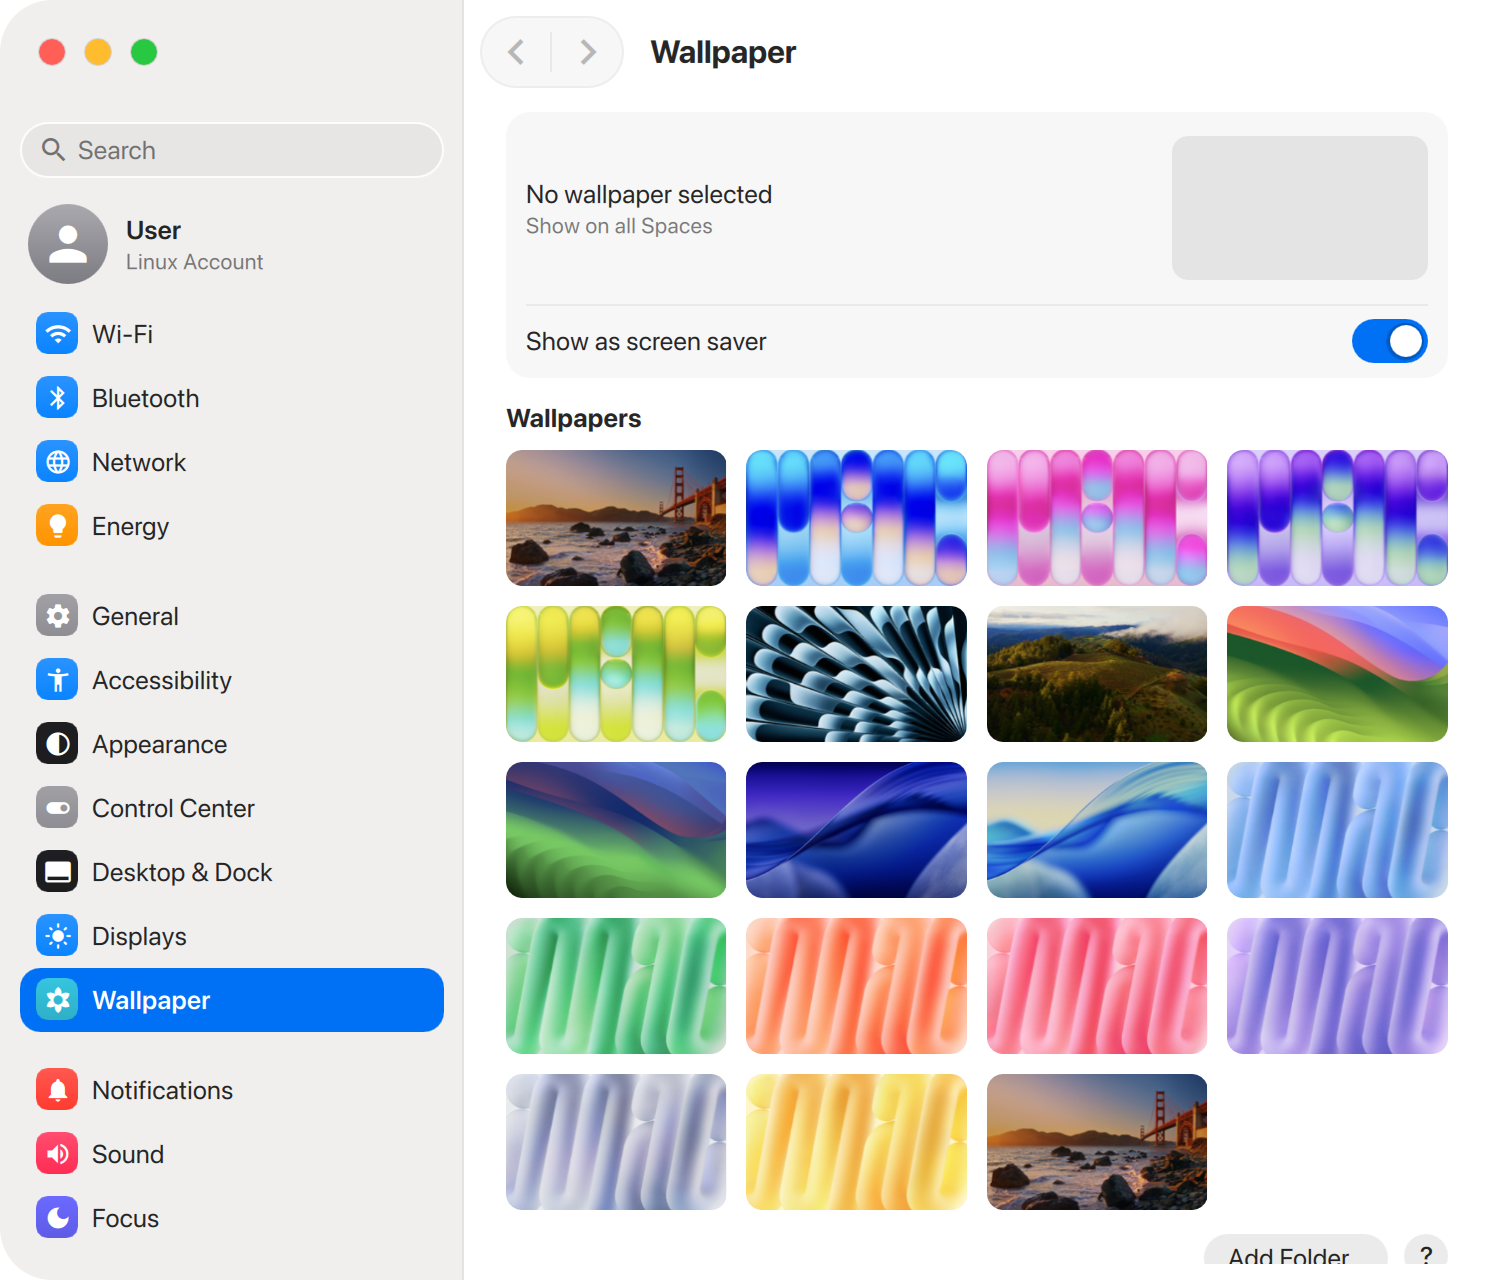 Wallpaper
Search
User
Linux Account
Wi-Fi
Bluetooth
Network
Energy
General
Accessibility
Appearance
Control Center
Desktop & Dock
Displays
Wallpaper
Notifications
Sound
Focus
No wallpaper selected
Show on all Spaces
Show as screen saver
Wallpapers
Add Folder
?